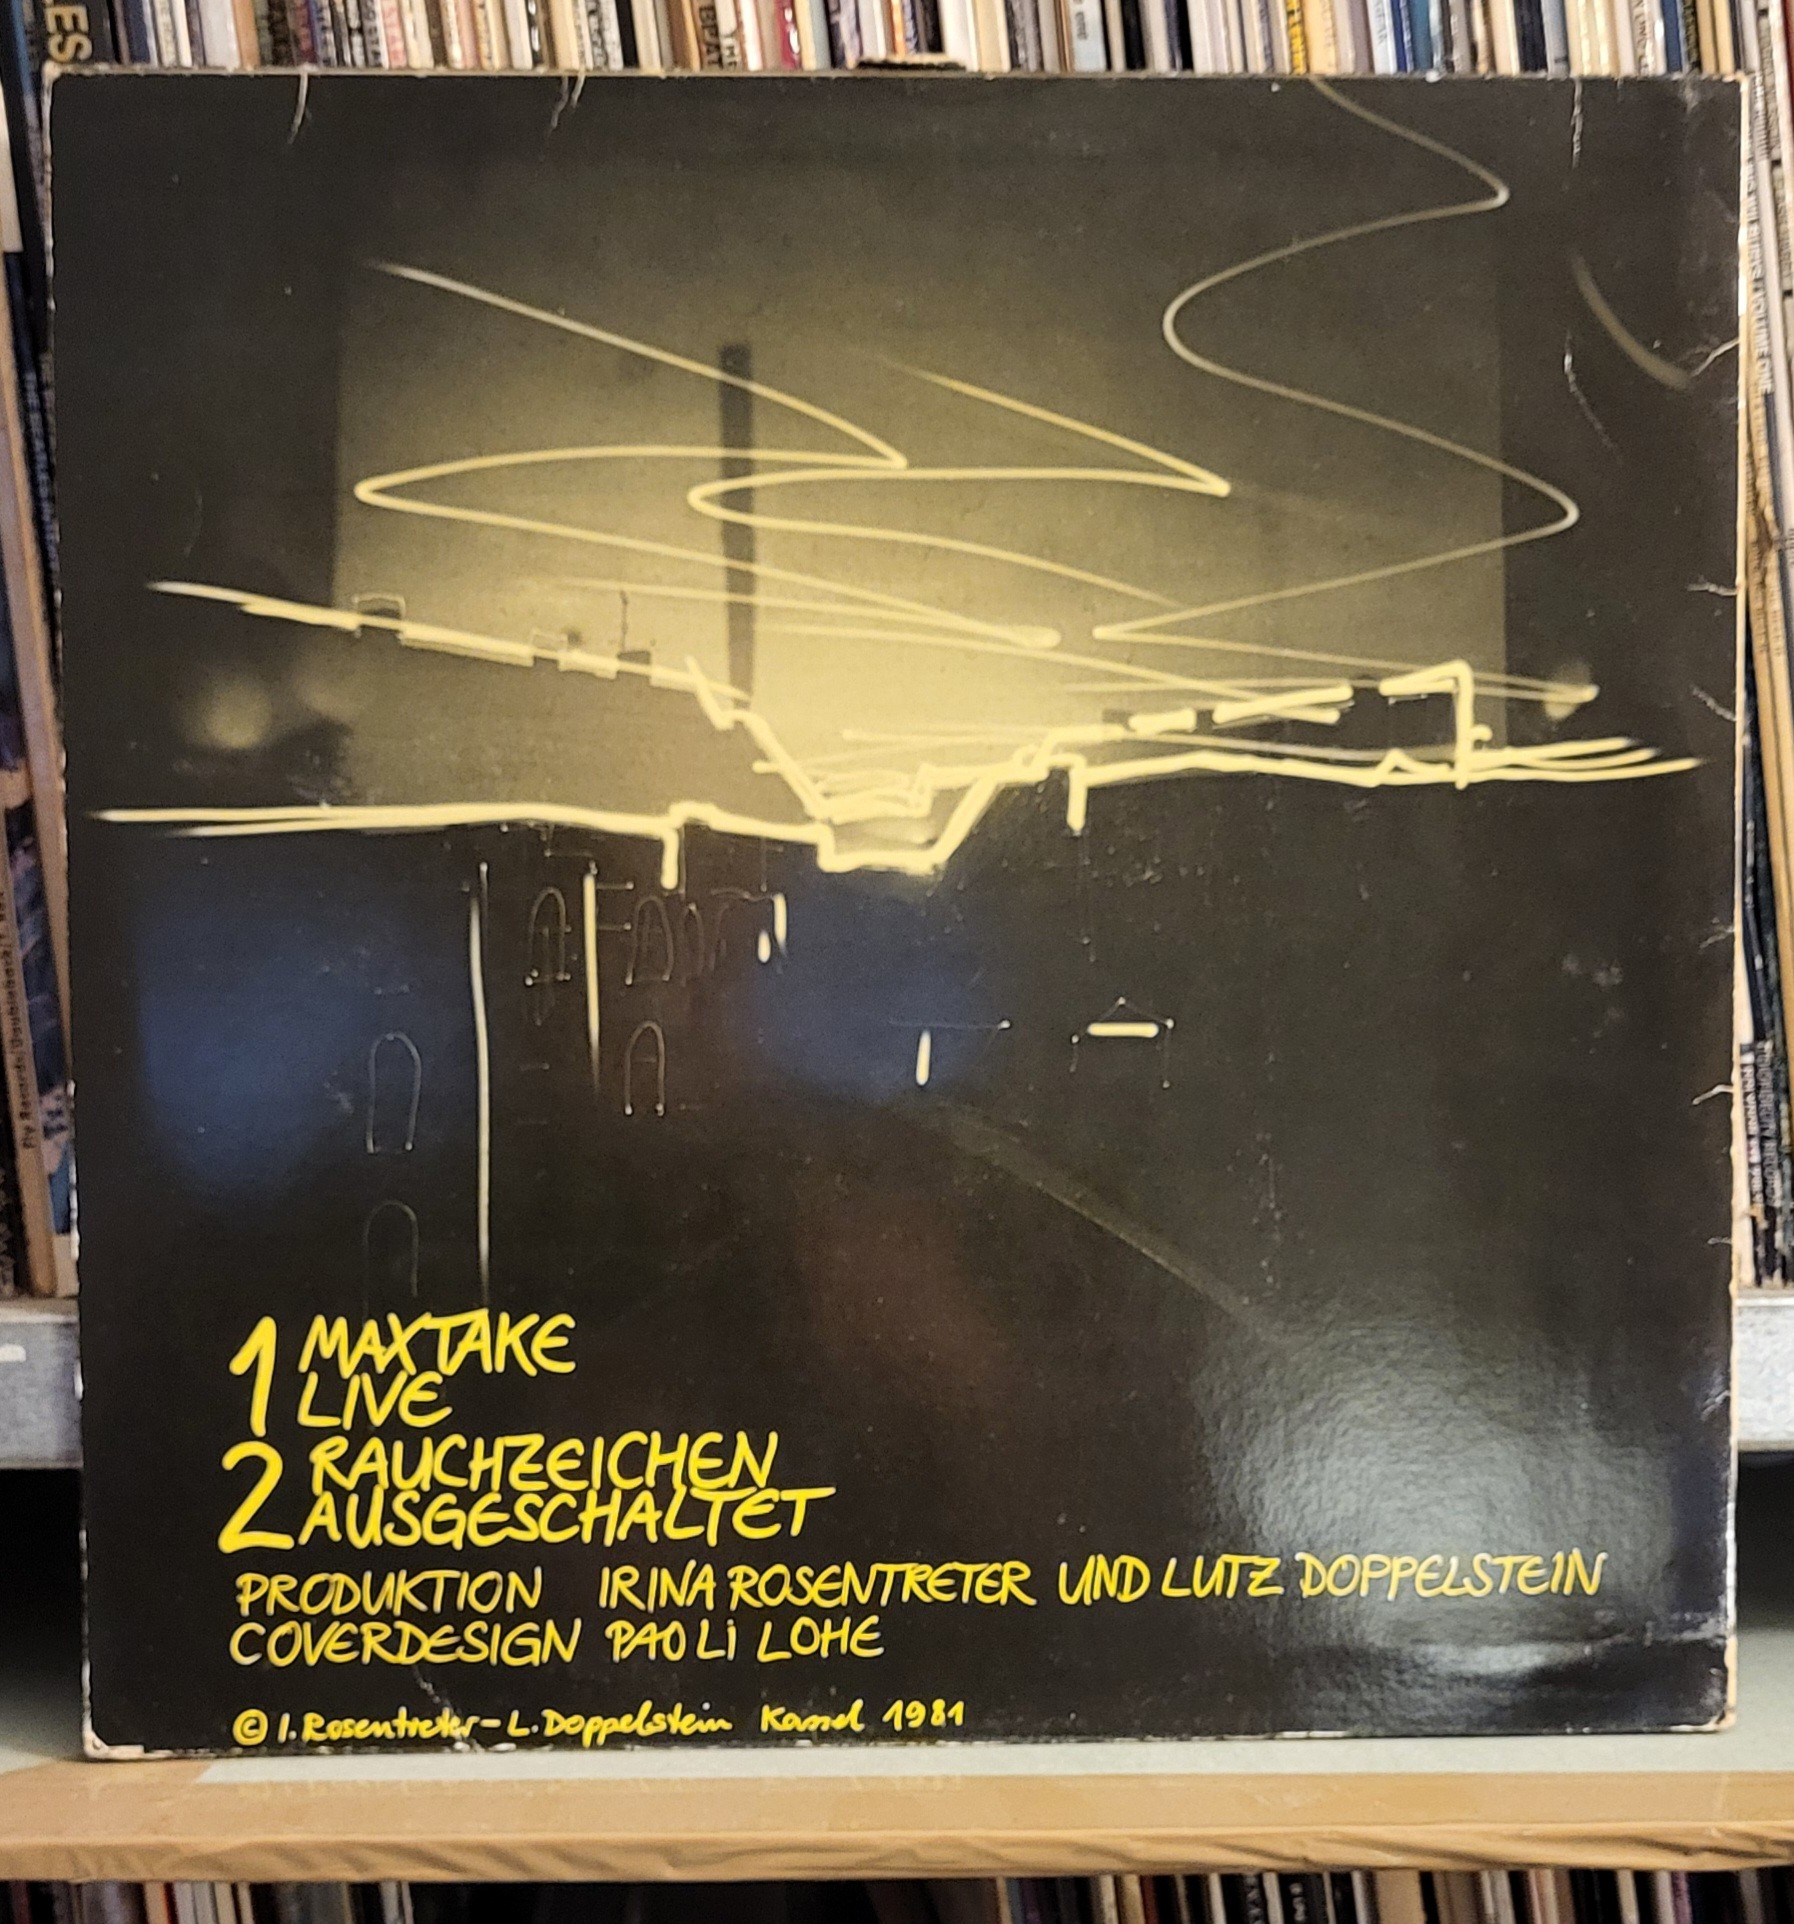 1 MAXTAKE
LIVE
2 RAUCHZEICHEN
AUSGESCHALTET
PRODUKTION IRINA ROSENTRETER UND LUTZ DOPPELSTEIN
COVERDESIGN PAOLI LOHE
© I. Rosentreter - L. Doppelstein Kassel 1981